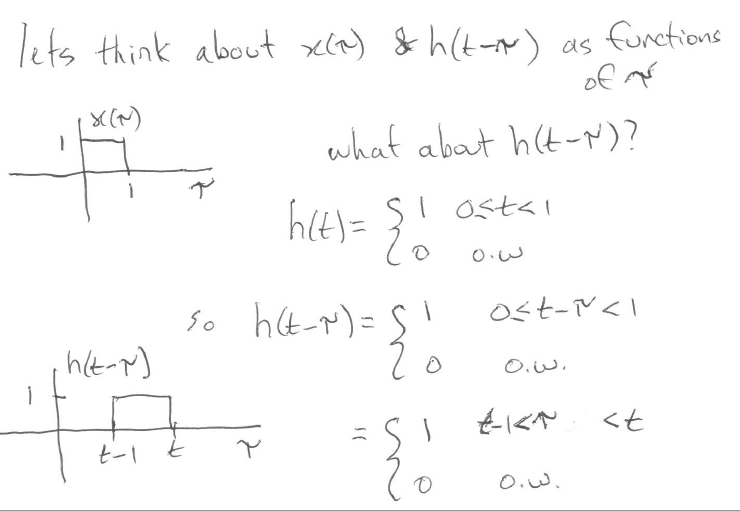 lets think about x(τ) & h(t-τ) as functions
of τ
x(τ)
1
1 τ
what about h(t-τ)?
h(t)= { 1 0≤t<1
0 o.w
so h(t-τ)= { 1 0≤t-τ<1
0 o.w.
h(t-τ)
1
t-1 t τ
= { 1 t-1<τ <t
0 o.w.